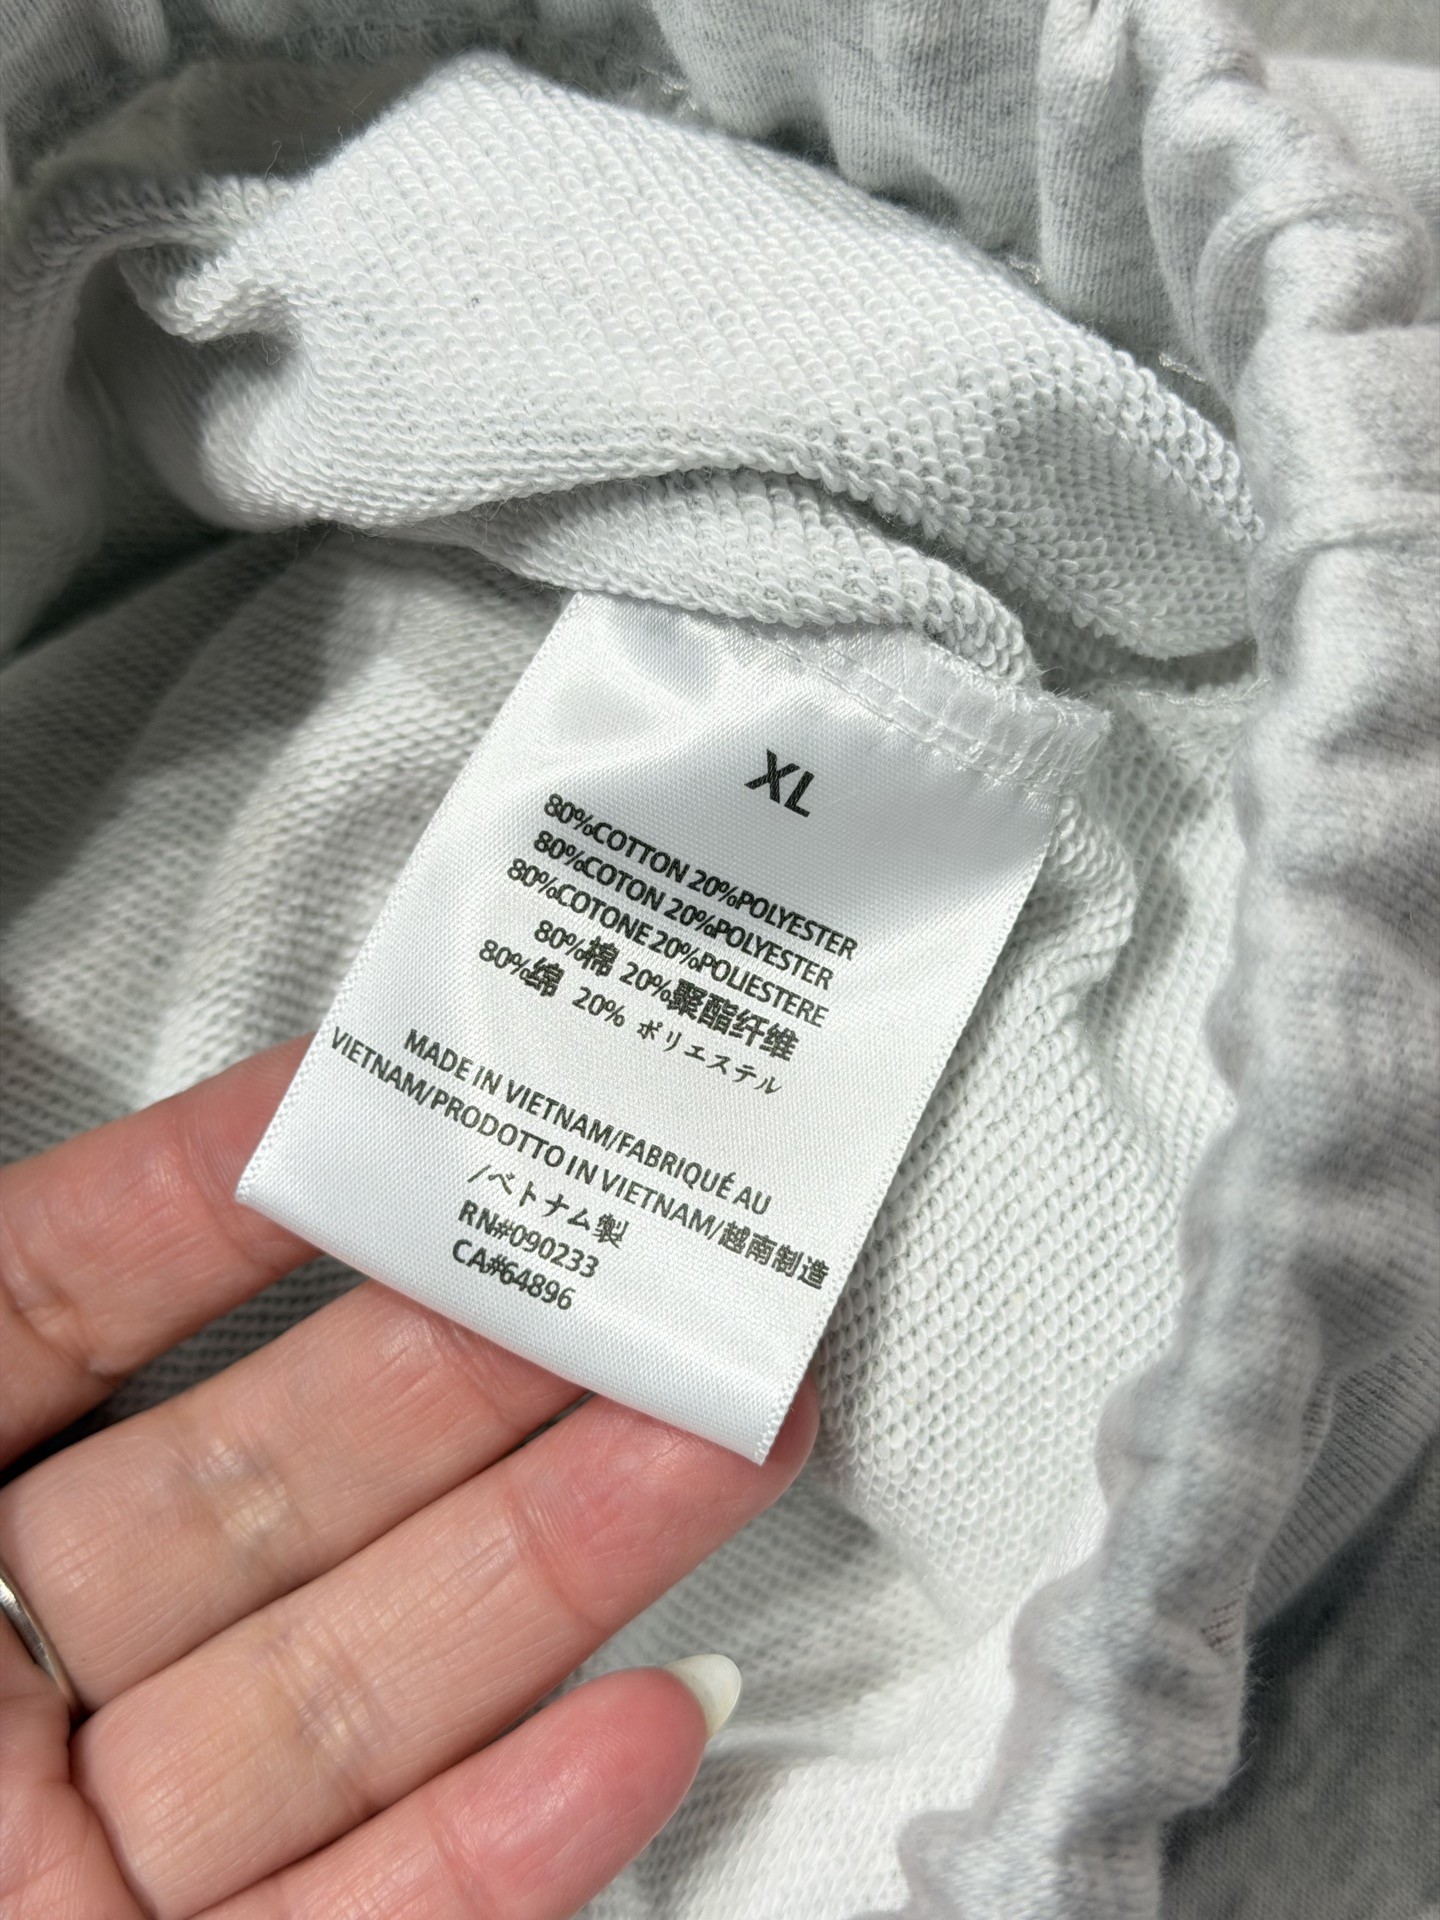 XL
80%COTTON 20%POLYESTER
80%COTON 20%POLYESTER
80%COTONE 20%POLIESTERE
80%棉 20%聚酯纤维
80%绵 20% ポリエステル
MADE IN VIETNAM/FABRIQUÉ AU
VIETNAM/PRODOTTO IN VIETNAM/越南制造
/ベトナム製
RN#090233
CA#64896